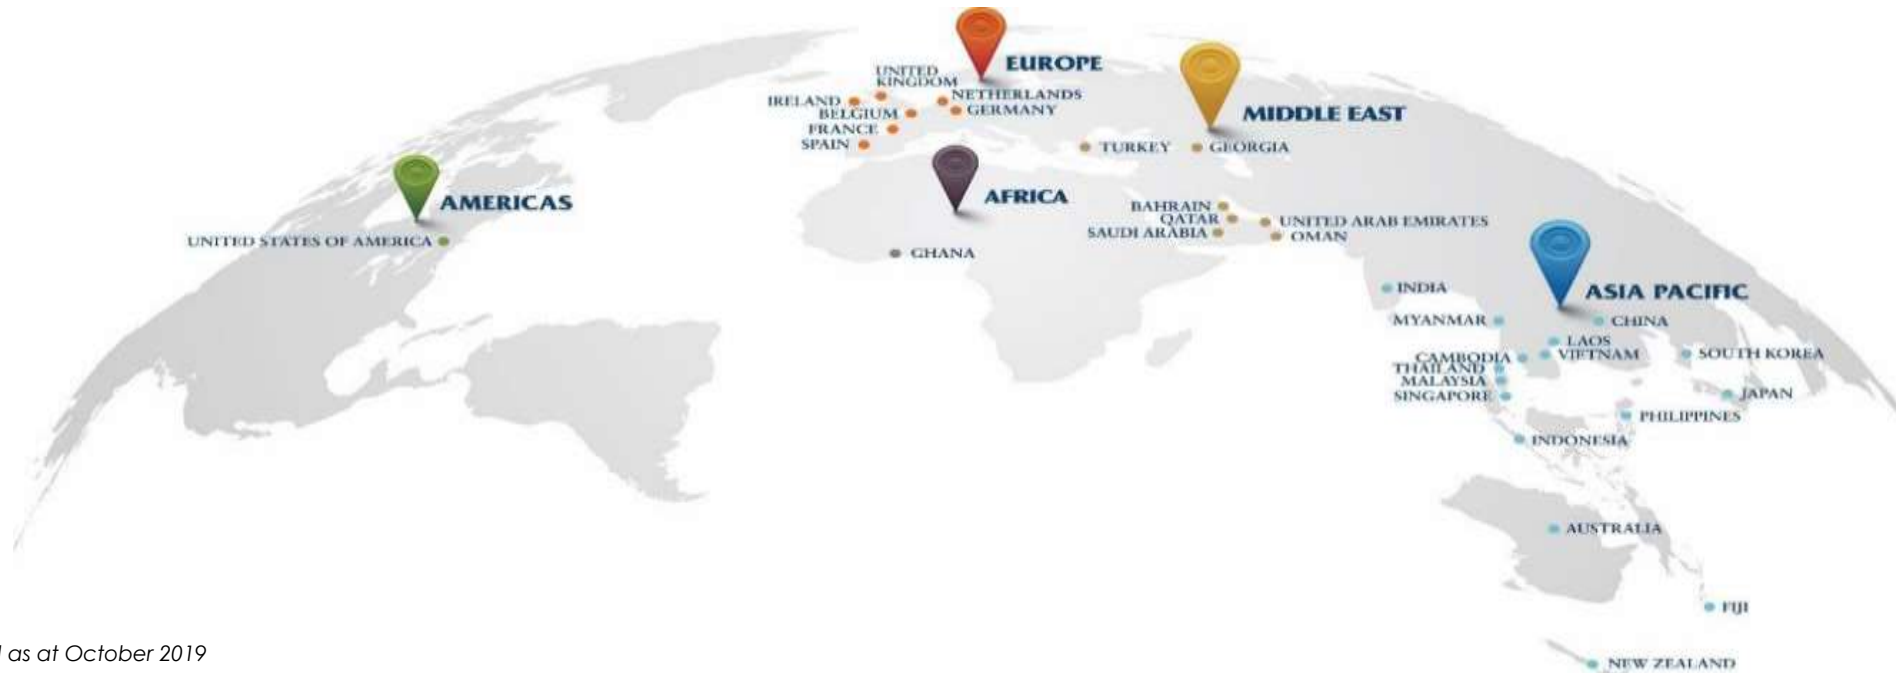 EUROPE
UNITED
KINGDOM
IRELAND
NETHERLANDS
BELGIUM
GERMANY
FRANCE
SPAIN
MIDDLE EAST
TURKEY
GEORGIA
BAHRAIN
QATAR
UNITED ARAB EMIRATES
SAUDI ARABIA
OMAN
AFRICA
GHANA
AMERICAS
UNITED STATES OF AMERICA
ASIA PACIFIC
INDIA
MYANMAR
CHINA
LAOS
CAMBODIA
VIETNAM
SOUTH KOREA
THAILAND
MALAYSIA
SINGAPORE
JAPAN
PHILIPPINES
INDONESIA
AUSTRALIA
FIJI
NEW ZEALAND
as at October 2019